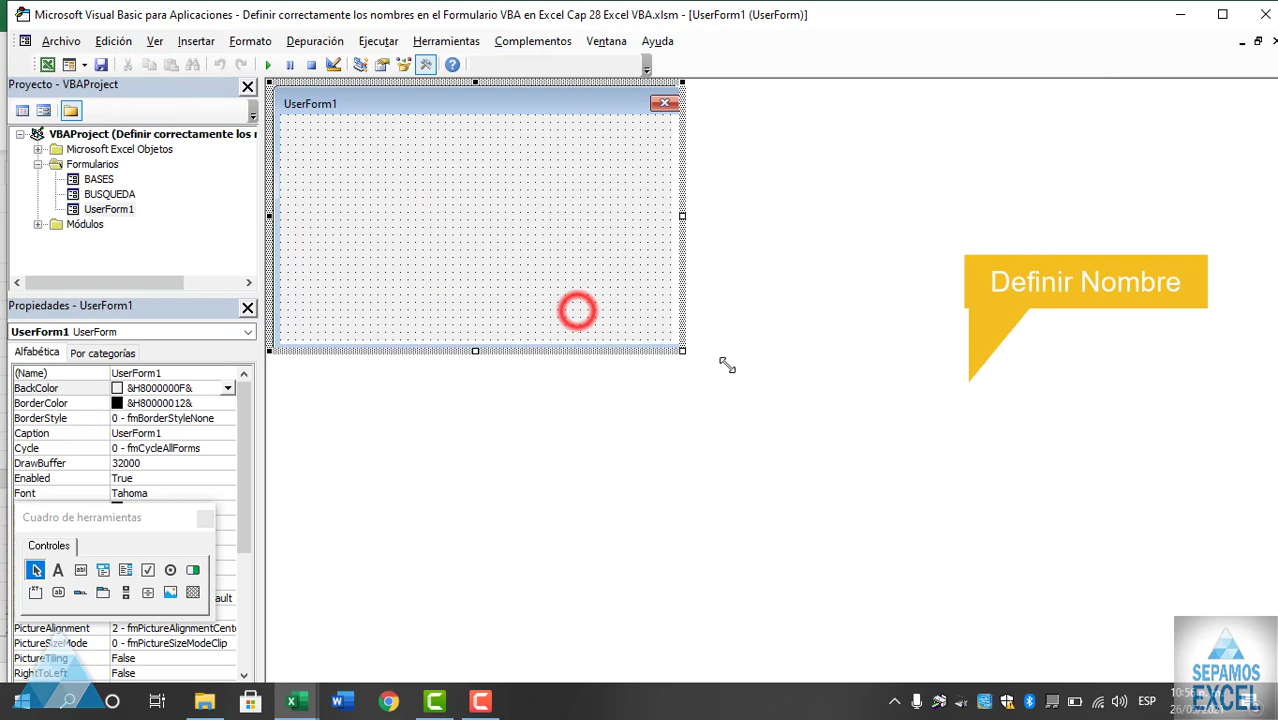 Microsoft Visual Basic para Aplicaciones - Definir correctamente los nombres en el Formulario VBA en Excel Cap 28 Excel VBA.xlsm - [UserForm1 (UserForm)]
Archivo Edición Ver Insertar Formato Depuración Ejecutar Herramientas Complementos Ventana Ayuda
Proyecto - VBAProject
VBAProject (Definir correctamente los n
Microsoft Excel Objetos
Formularios
BASES
BUSQUEDA
UserForm1
Módulos
Propiedades - UserForm1
UserForm1 UserForm
Alfabética Por categorías
(Name) UserForm1
BackColor &H8000000F&
BorderColor &H80000012&
BorderStyle 0 - fmBorderStyleNone
Caption UserForm1
Cycle 0 - fmCycleAllForms
DrawBuffer 32000
Enabled True
Font Tahoma
Cuadro de herramientas
Controles
ault
PictureAlignment 2 - fmPictureAlignmentCente
PictureSizeMode 0 - fmPictureSizeModeClip
PictureTiling False
RightToLeft False
UserForm1
Definir Nombre
SEPAMOS
EXCEL
ESP
26/05/2021